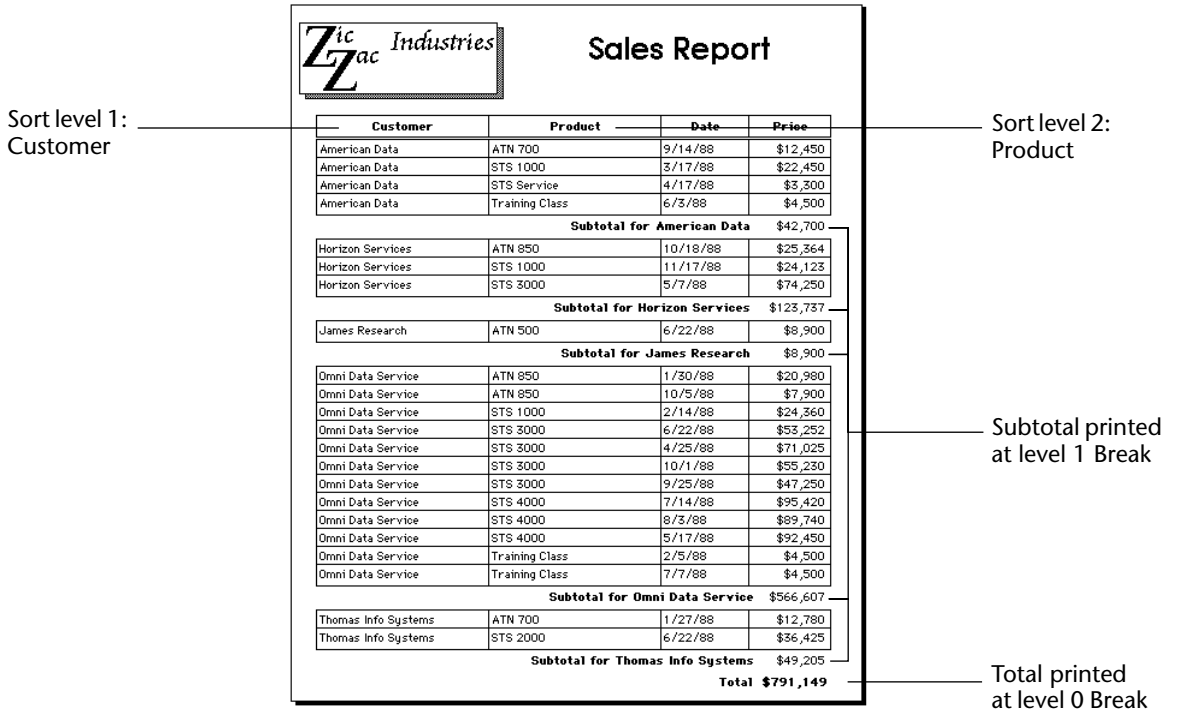 Zic Zac Industries
Sales Report
Sort level 1:
Customer
Sort level 2:
Product
Customer Product Date Price
American Data ATN 700 9/14/88 $12,450
American Data STS 1000 3/17/88 $22,450
American Data STS Service 4/17/88 $3,300
American Data Training Class 6/3/88 $4,500
Subtotal for American Data $42,700
Horizon Services ATN 850 10/18/88 $25,364
Horizon Services STS 1000 11/17/88 $24,123
Horizon Services STS 3000 5/7/88 $74,250
Subtotal for Horizon Services $123,737
James Research ATN 500 6/22/88 $8,900
Subtotal for James Research $8,900
Omni Data Service ATN 850 1/30/88 $20,980
Omni Data Service ATN 850 10/5/88 $7,900
Omni Data Service STS 1000 2/14/88 $24,360
Omni Data Service STS 3000 6/22/88 $53,252
Omni Data Service STS 3000 4/25/88 $71,025
Omni Data Service STS 3000 10/1/88 $55,230
Omni Data Service STS 3000 9/25/88 $47,250
Omni Data Service STS 4000 7/14/88 $95,420
Omni Data Service STS 4000 8/3/88 $89,740
Omni Data Service STS 4000 5/17/88 $92,450
Omni Data Service Training Class 2/5/88 $4,500
Omni Data Service Training Class 7/7/88 $4,500
Subtotal for Omni Data Service $566,607
Thomas Info Systems ATN 700 1/27/88 $12,780
Thomas Info Systems STS 2000 6/22/88 $36,425
Subtotal for Thomas Info Systems $49,205
Total $791,149
Subtotal printed
at level 1 Break
Total printed
at level 0 Break